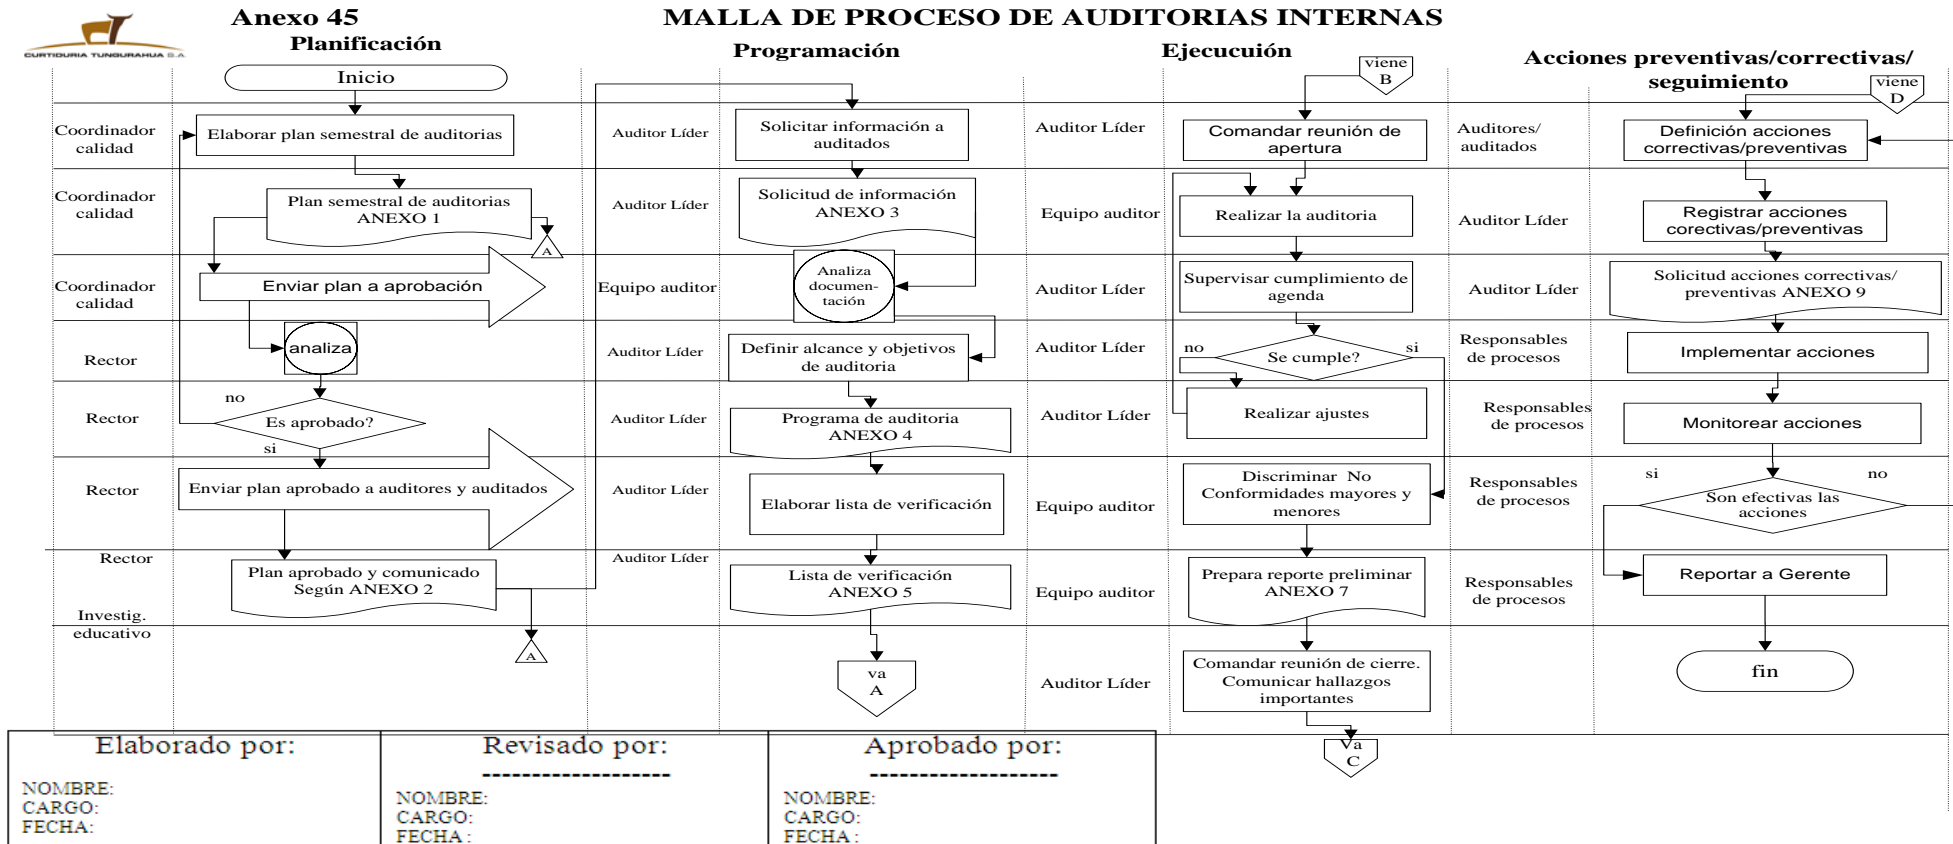 Anexo 45
MALLA DE PROCESO DE AUDITORIAS INTERNAS
CURTIDURIA TUNGURAHUA S.A.
Planificación
Inicio
Coordinador
calidad
Elaborar plan semestral de auditorias
Coordinador
calidad
Plan semestral de auditorias
ANEXO 1
A
Coordinador
calidad
Enviar plan a aprobación
Rector
analiza
Rector
no
Es aprobado?
si
Rector
Enviar plan aprobado a auditores y auditados
Rector
Plan aprobado y comunicado
Según ANEXO 2
Investig.
educativo
A
Programación
Auditor Líder
Solicitar información a
auditados
Auditor Líder
Solicitud de información
ANEXO 3
Equipo auditor
Analiza
documen-
tación
Auditor Líder
Definir alcance y objetivos
de auditoria
Auditor Líder
Programa de auditoria
ANEXO 4
Auditor Líder
Elaborar lista de verificación
Auditor Líder
Lista de verificación
ANEXO 5
va
A
Ejecucuión
viene
B
Auditor Líder
Comandar reunión de
apertura
Equipo auditor
Realizar la auditoria
Auditor Líder
Supervisar cumplimiento de
agenda
Auditor Líder
no
Se cumple?
si
Auditor Líder
Realizar ajustes
Equipo auditor
Discriminar No
Conformidades mayores y
menores
Equipo auditor
Prepara reporte preliminar
ANEXO 7
Auditor Líder
Comandar reunión de cierre.
Comunicar hallazgos
importantes
Va
C
Acciones preventivas/correctivas/
seguimiento
viene
D
Auditores/
auditados
Definición acciones
correctivas/preventivas
Auditor Líder
Registrar acciones
corectivas/preventivas
Auditor Líder
Solicitud acciones correctivas/
preventivas ANEXO 9
Responsables
de procesos
Implementar acciones
Responsables
de procesos
Monitorear acciones
Responsables
de procesos
si
Son efectivas las
acciones
no
Responsables
de procesos
Reportar a Gerente
fin
Elaborado por:
NOMBRE:
CARGO:
FECHA:
Revisado por:
-------------------
NOMBRE:
CARGO:
FECHA :
Aprobado por:
-------------------
NOMBRE:
CARGO:
FECHA :